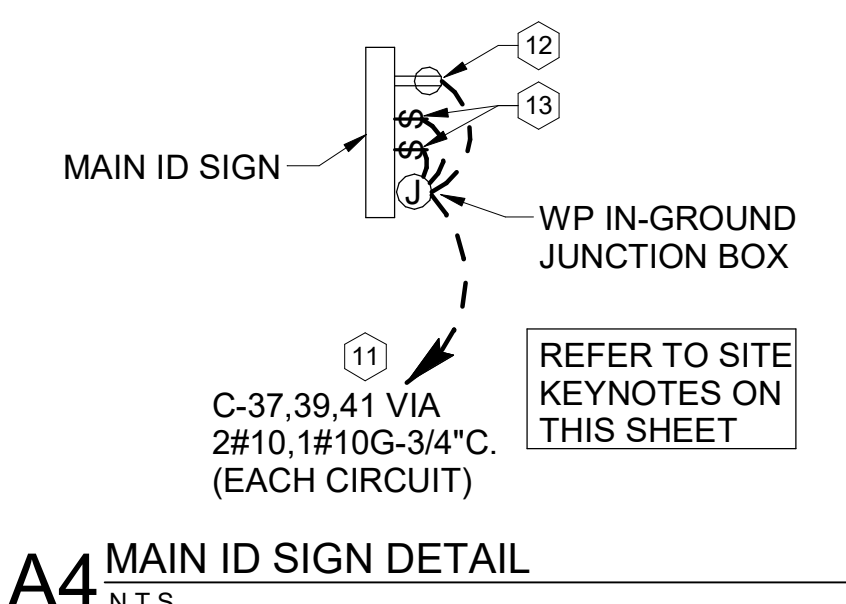 12
13
$
$
MAIN ID SIGN
J
WP IN-GROUND
JUNCTION BOX
11
C-37,39,41 VIA
2#10,1#10G-3/4"C.
(EACH CIRCUIT)
REFER TO SITE
KEYNOTES ON
THIS SHEET
A4 MAIN ID SIGN DETAIL
N.T.S.